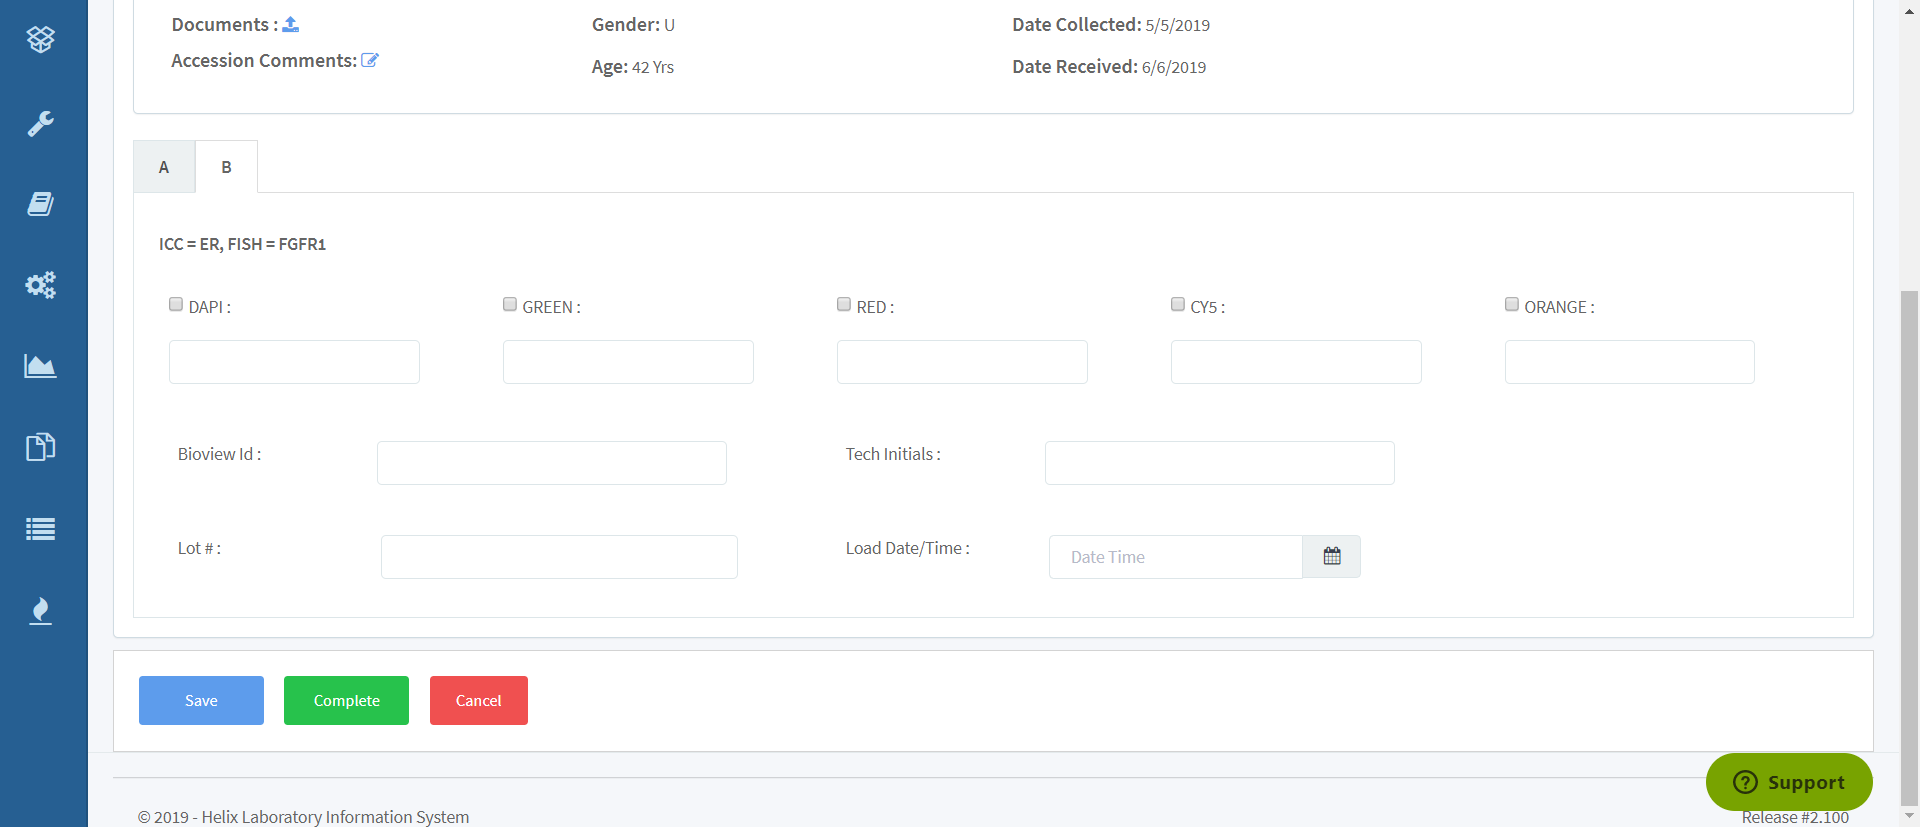 Documents :
Gender: U
Date Collected: 5/5/2019
Accession Comments:
Age: 42 Yrs
Date Received: 6/6/2019
A
B
ICC = ER, FISH = FGFR1
DAPI :
GREEN :
RED :
CY5 :
ORANGE :
Bioview Id :
Tech Initials :
Lot # :
Load Date/Time :
Date Time
Save
Complete
Cancel
Support
© 2019 - Helix Laboratory Information System
Release #2.100